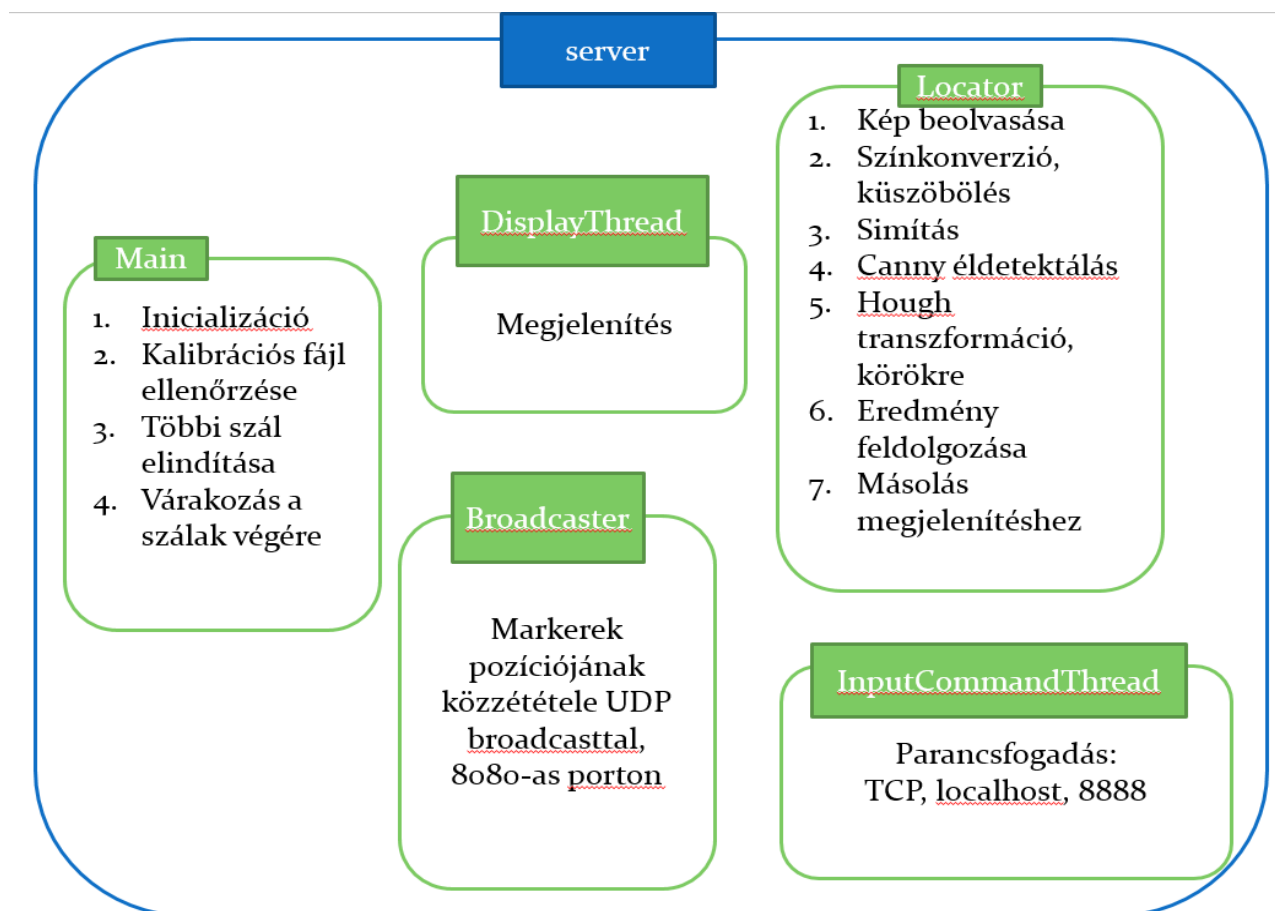 server
Main
1. Inicializáció
2. Kalibrációs fájl
ellenőrzése
3. Többi szál
elindítása
4. Várakozás a
szálak végére
DisplayThread
Megjelenítés
Broadcaster
Markerek
pozíciójának
közzététele UDP
broadcasttal,
8080-as porton
Locator
1. Kép beolvasása
2. Színkonverzió,
küszöbölés
3. Simítás
4. Canny éldetektálás
5. Hough
transzformáció,
körökre
6. Eredmény
feldolgozása
7. Másolás
megjelenítéshez
InputCommandThread
Parancsfogadás:
TCP, localhost, 8888